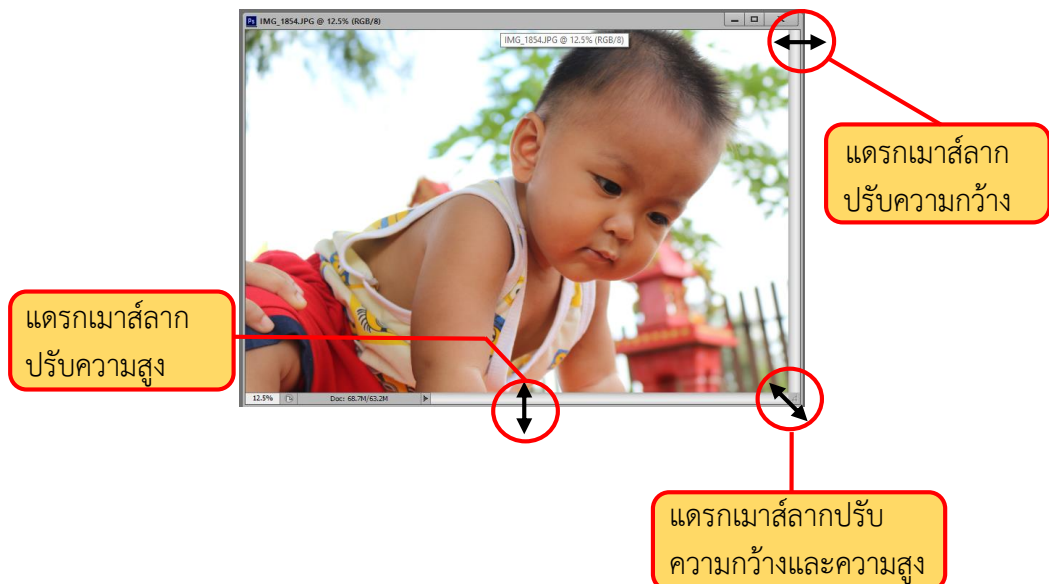 IMG_1854.JPG @ 12.5% (RGB/8)
IMG_1854.JPG @ 12.5% (RGB/8)
แดรกเมาส์ลาก
ปรับความกว้าง
แดรกเมาส์ลาก
ปรับความสูง
12.5%
Doc: 68.7M/63.2M
แดรกเมาส์ลากปรับ
ความกว้างและความสูง